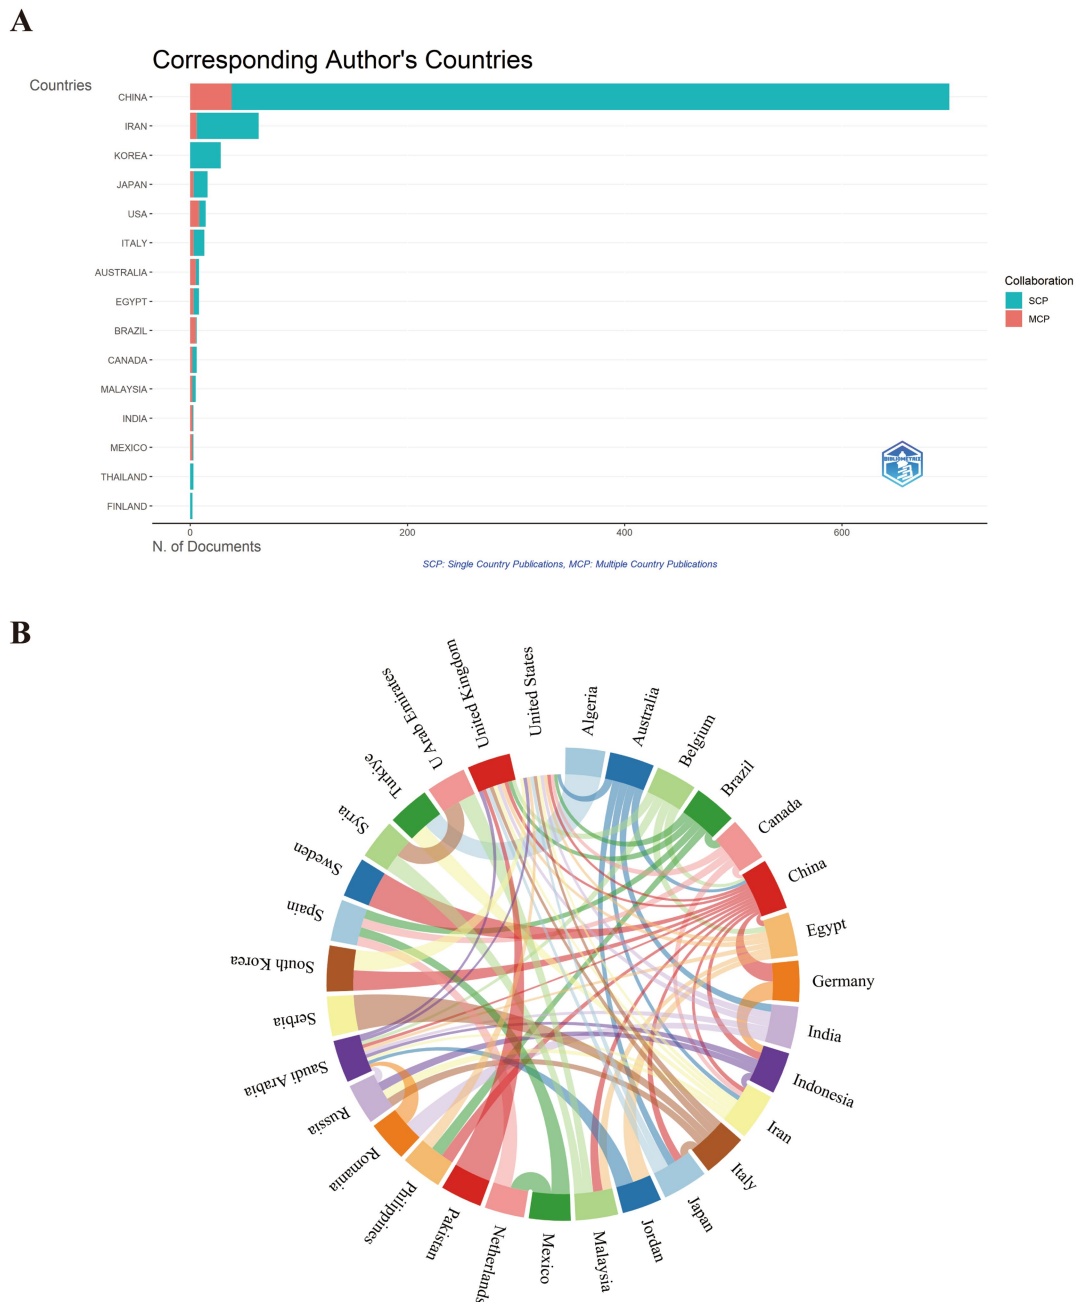 A
Corresponding Author's Countries
Countries
CHINA
IRAN
KOREA
JAPAN
USA
ITALY
AUSTRALIA
EGYPT
BRAZIL
CANADA
MALAYSIA
INDIA
MEXICO
THAILAND
FINLAND
0 200 400 600
N. of Documents
Collaboration
SCP
MCP
BIBLIOMETRIX
SCP: Single Country Publications, MCP: Multiple Country Publications
B
Algeria
Australia
Belgium
Brazil
Canada
China
Egypt
Germany
India
Indonesia
Iran
Italy
Japan
Jordan
Malaysia
Mexico
Netherlands
Pakistan
Philippines
Romania
Russia
Saudi Arabia
Serbia
South Korea
Spain
Sweden
Syria
Turkiye
U Arab Emirates
United Kingdom
United States